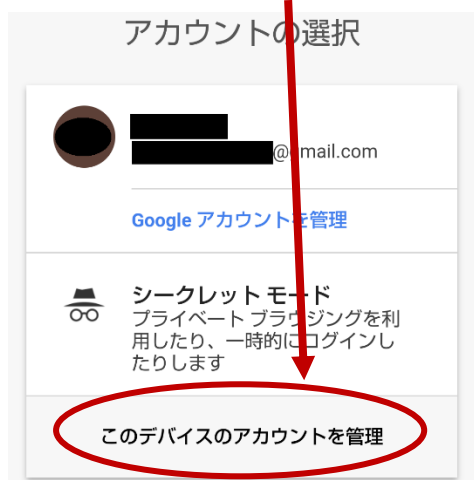 アカウントの選択
@gmail.com
Google アカウントを管理
シークレット モード
プライベート ブラウジングを利
用したり、一時的にログインし
たりします
このデバイスのアカウントを管理